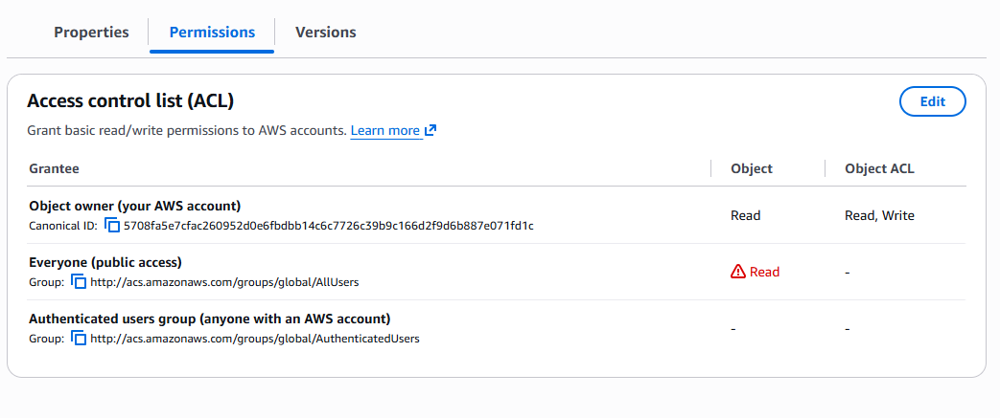 Properties
Permissions
Versions
Access control list (ACL)
Edit
Grant basic read/write permissions to AWS accounts. Learn more
Grantee
Object
Object ACL
Object owner (your AWS account)
Canonical ID: 5708fa5e7cfac260952d0e6fbdbb14c6c7726c39b9c166d2f9d6b887e071fd1c
Read
Read, Write
Everyone (public access)
Group: http://acs.amazonaws.com/groups/global/AllUsers
Read
-
Authenticated users group (anyone with an AWS account)
Group: http://acs.amazonaws.com/groups/global/AuthenticatedUsers
-
-